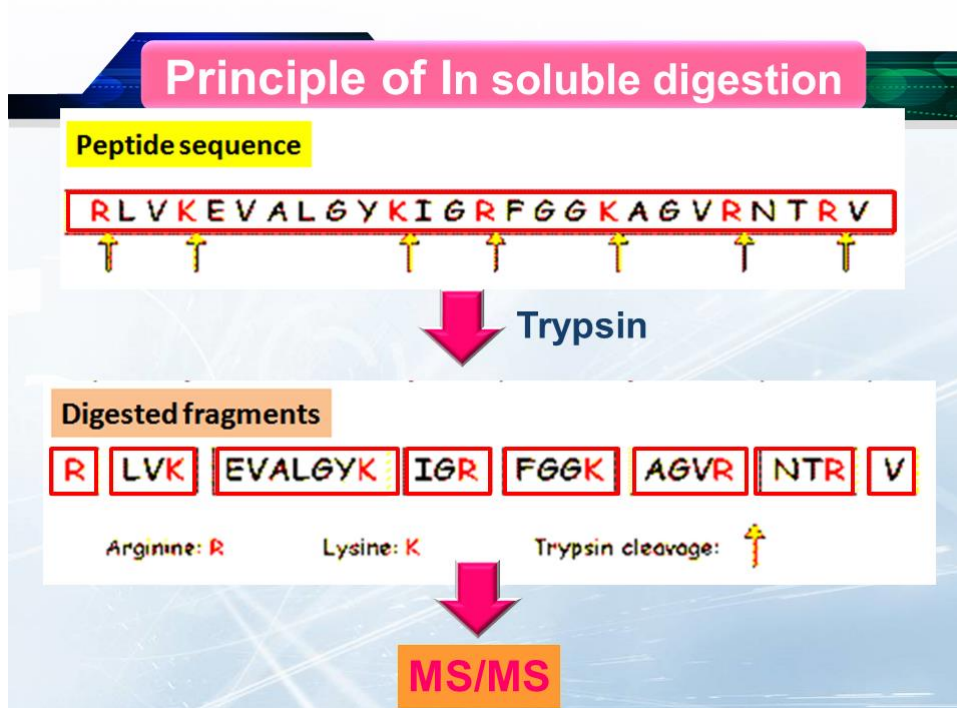 Principle of In soluble digestion
Peptide sequence
RLVKEVALGYKIGRFGGKAGVRNTRV
Trypsin
Digested fragments
R LVK EVALGYK IGR FGGK AGVR NTR V
Arginine: R Lysine: K Trypsin cleavage:
MS/MS